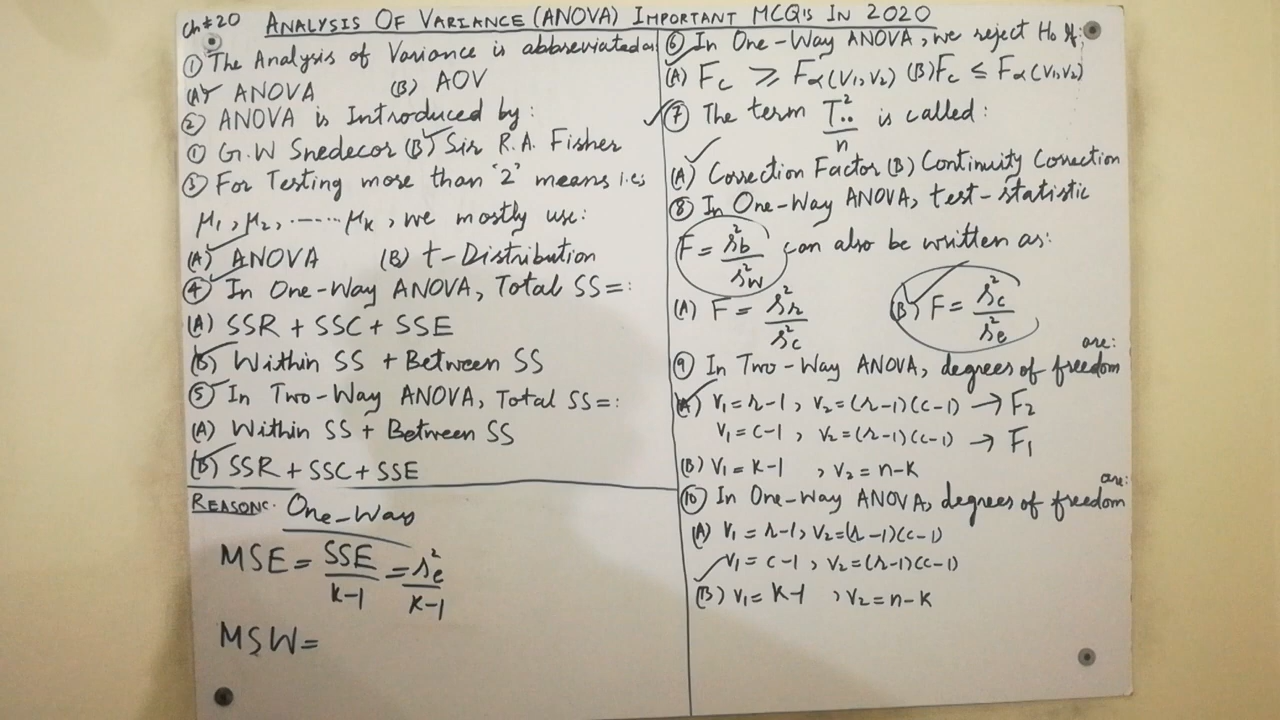 Ch#20 ANALYSIS OF VARIANCE (ANOVA) IMPORTANT MCQ's IN 2020
① The Analysis of Variance is abbreviated as
(A) ANOVA (B) AOV
② ANOVA is Introduced by:
① G.W Snedecor (B) Sir R.A. Fisher
③ For Testing more than "2" means i.e;
μ₁, μ₂, ------ μₖ, we mostly use:
(A) ANOVA (B) t-Distribution
④ In One-Way ANOVA, Total SS=:
(A) SSR + SSC + SSE
(B) Within SS + Between SS
⑤ In Two-Way ANOVA, Total SS=:
(A) Within SS + Between SS
(B) SSR + SSC + SSE
REASONS: One-Way
MSE = SSE/K-1 = s²e/K-1
MSW=
⑥ In One-Way ANOVA, we reject H₀ if:
(A) Fc ⩾ Fα(V₁,V₂) (B) Fc ≤ Fα(V₁,V₂)
⑦ The term T²../n is called:
(A) Correction Factor (B) Continuity Correction
⑧ In One-Way ANOVA, test-statistic
F = s²b/s²w can also be written as:
(A) F = s²r/s²c (B) F = s²c/s²e
⑨ In Two-Way ANOVA, degrees of freedom are:
(A) V₁=r-1, V₂=(r-1)(c-1) → F₂
V₁=c-1, V₂=(r-1)(c-1) → F₁
(B) V₁=K-1, V₂=n-K
⑩ In One-Way ANOVA, degrees of freedom are:
(A) V₁=r-1, V₂=(r-1)(c-1)
V₁=c-1, V₂=(r-1)(c-1)
(B) V₁=K-1, V₂=n-K